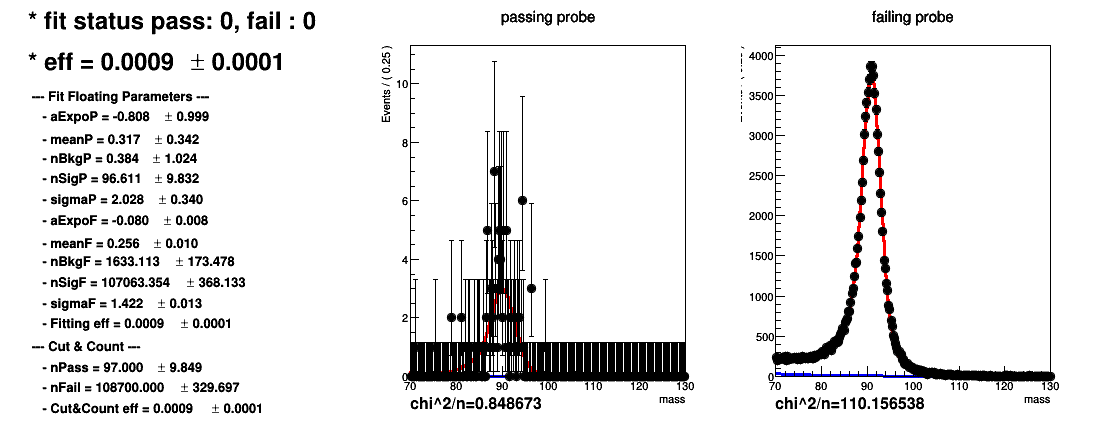 * fit status pass: 0, fail : 0
* eff = 0.0009 ± 0.0001
--- Fit Floating Parameters ---
- aExpoP = -0.808 ± 0.999
- meanP = 0.317 ± 0.342
- nBkgP = 0.384 ± 1.024
- nSigP = 96.611 ± 9.832
- sigmaP = 2.028 ± 0.340
- aExpoF = -0.080 ± 0.008
- meanF = 0.256 ± 0.010
- nBkgF = 1633.113 ± 173.478
- nSigF = 107063.354 ± 368.133
- sigmaF = 1.422 ± 0.013
- Fitting eff = 0.0009 ± 0.0001
--- Cut & Count ---
- nPass = 97.000 ± 9.849
- nFail = 108700.000 ± 329.697
- Cut&Count eff = 0.0009 ± 0.0001
passing probe
Events / ( 0.25 )
10
8
6
4
2
0
70 80 90 100 110 120 130
mass
chi^2/n=0.848673
failing probe
4000
3500
3000
2500
2000
1500
1000
500
0
70 80 90 100 110 120 130
mass
chi^2/n=110.156538